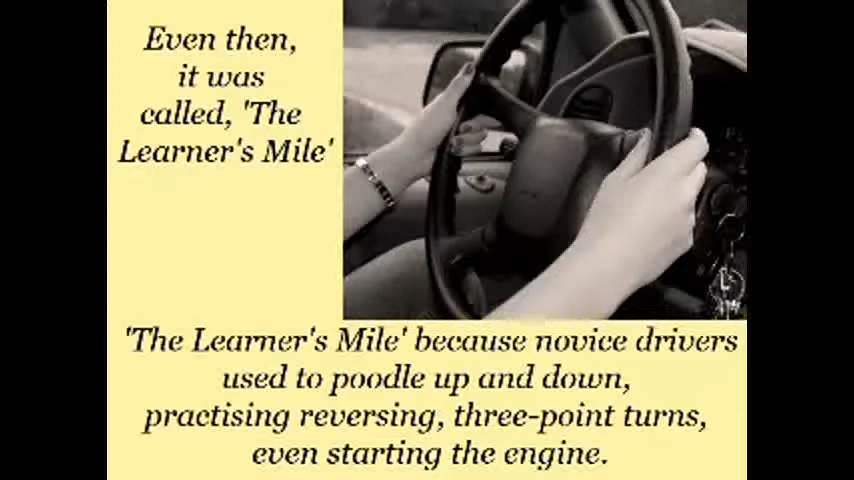 Even then,
it was
called, 'The
Learner's Mile'
'The Learner's Mile' because novice drivers
used to poodle up and down,
practising reversing, three-point turns,
even starting the engine.